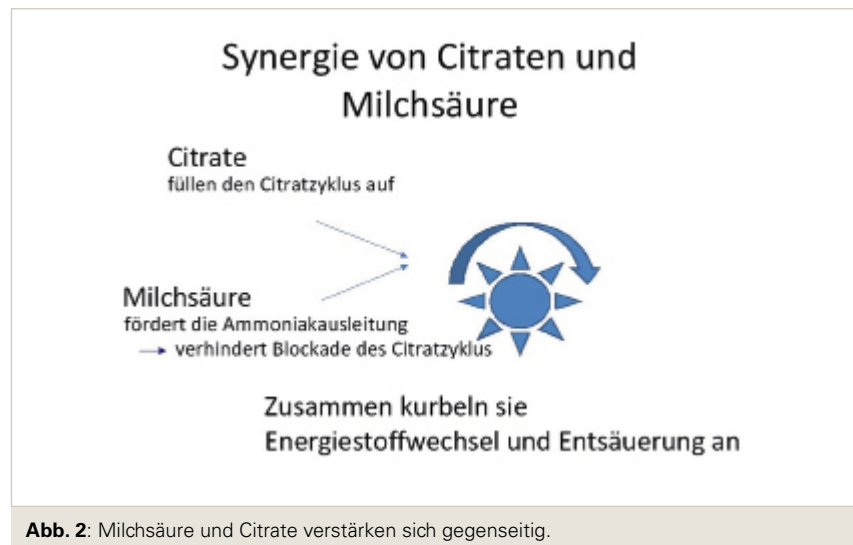 Synergie von Citraten und
Milchsäure
Citrate
füllen den Citratzyklus auf
Milchsäure
fördert die Ammoniakausleitung
→ verhindert Blockade des Citratzyklus
Zusammen kurbeln sie
Energiestoffwechsel und Entsäuerung an
Abb. 2: Milchsäure und Citrate verstärken sich gegenseitig.